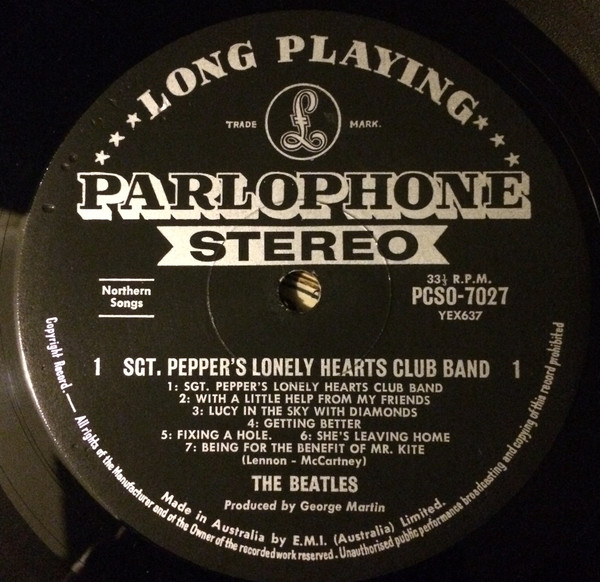 LONG PLAYING
TRADE MARK.
£
PARLOPHONE
STEREO
Northern
Songs
33⅓ R.P.M.
PCSO-7027
YEX637
1 SGT. PEPPER'S LONELY HEARTS CLUB BAND 1
1: SGT. PEPPER'S LONELY HEARTS CLUB BAND
2: WITH A LITTLE HELP FROM MY FRIENDS
3: LUCY IN THE SKY WITH DIAMONDS
4: GETTING BETTER
5: FIXING A HOLE. 6: SHE'S LEAVING HOME
7: BEING FOR THE BENEFIT OF MR. KITE
(Lennon - McCartney)
THE BEATLES
Produced by George Martin
Made in Australia by E.M.I. (Australia) Limited.
Copyright Record.— All rights of the Manufacturer and of the Owner of the recorded work reserved. Unauthorised public performance broadcasting and copying of this record prohibited